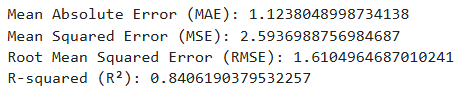 Mean Absolute Error (MAE): 1.1238048998734138
Mean Squared Error (MSE): 2.5936988756984687
Root Mean Squared Error (RMSE): 1.6104964687010241
R-squared (R²): 0.8406190379532257